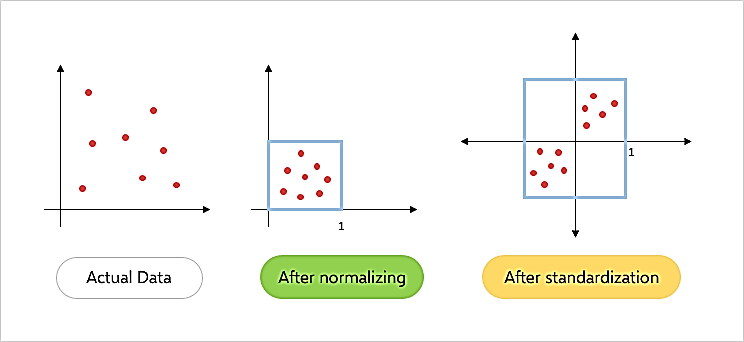 1
1
Actual Data
After normalizing
After standardization